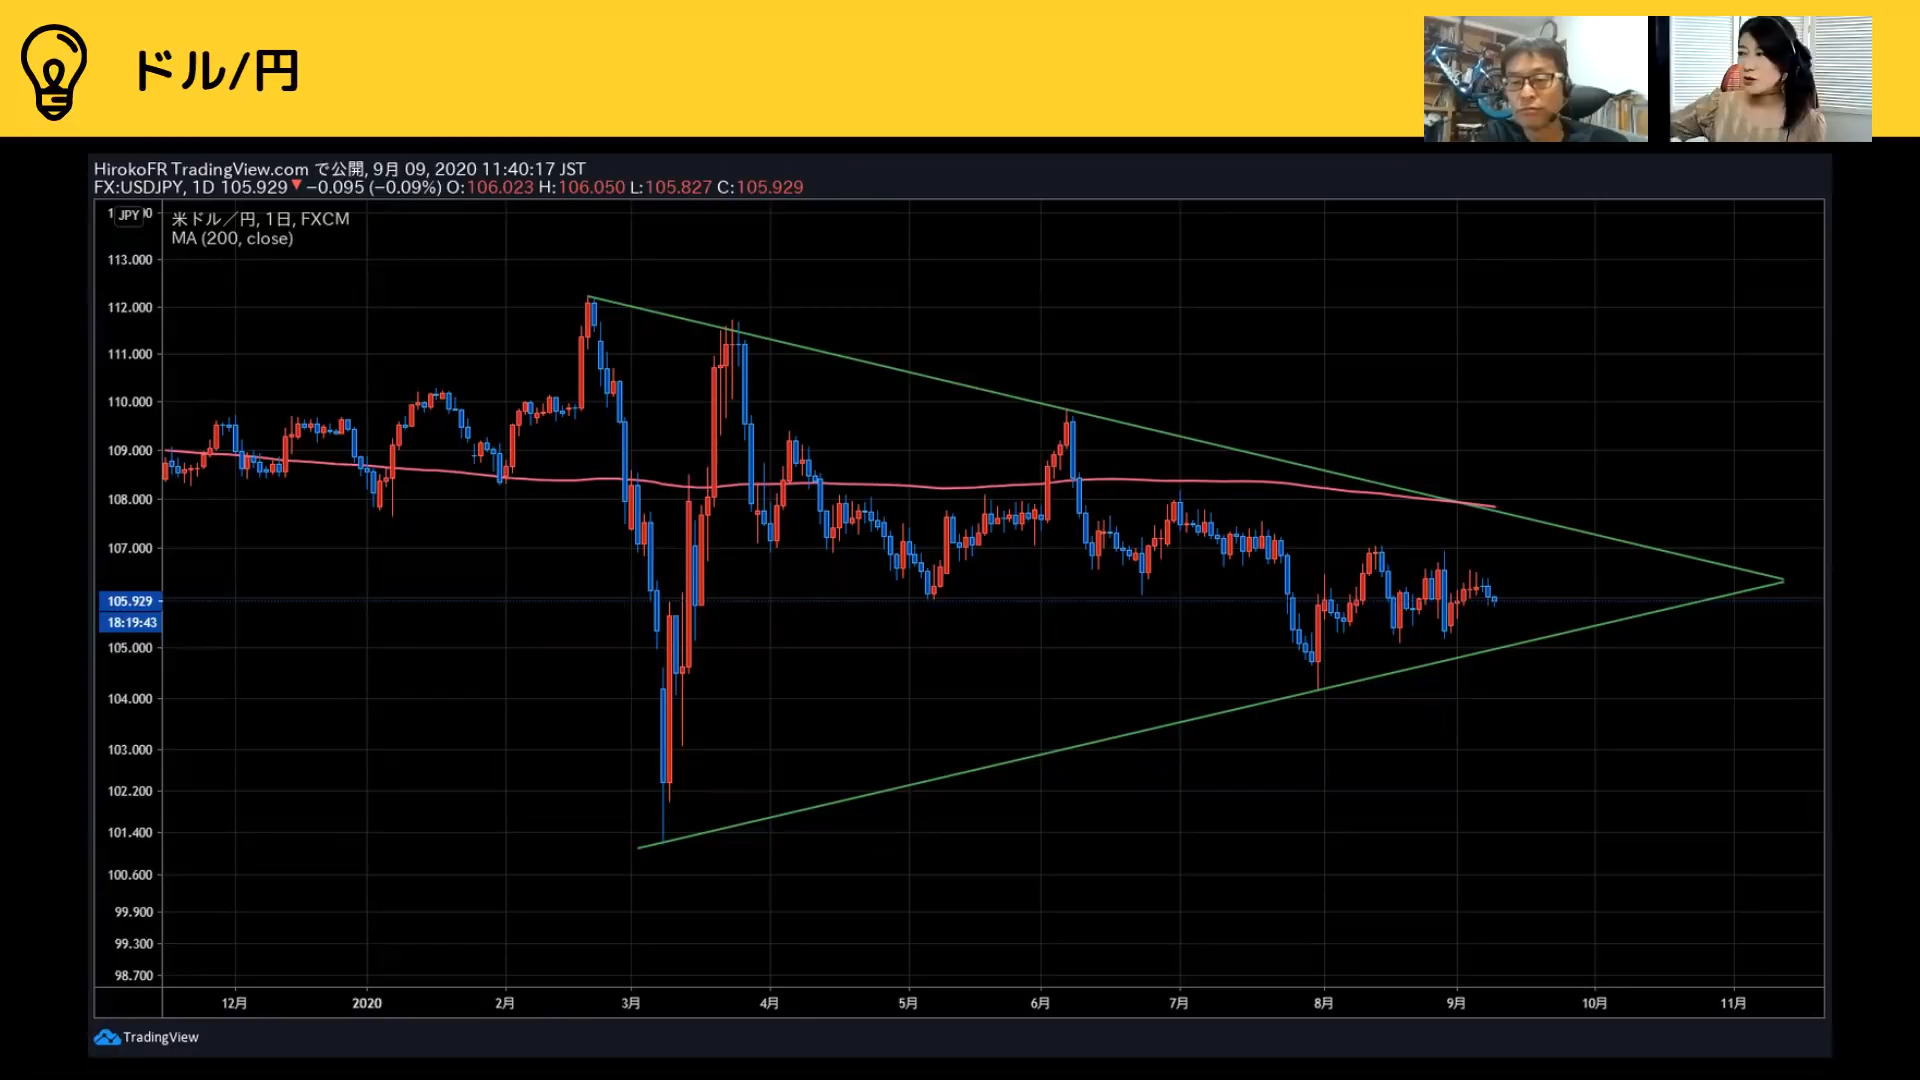 ドル/円
HirokoFR TradingView.com で公開, 9月 09, 2020 11:40:17 JST
FX:USDJPY, 1D 105.929▼ −0.095 (−0.09%) O:106.023 H:106.050 L:105.827 C:105.929
JPY
米ドル／円, 1日, FXCM
MA (200, close)
113.000
112.000
111.000
110.000
109.000
108.000
107.000
105.929
18:19:43
105.000
104.000
103.000
102.200
101.400
100.600
99.900
99.300
98.700
12月 2020 2月 3月 4月 5月 6月 7月 8月 9月 10月 11月
TradingView